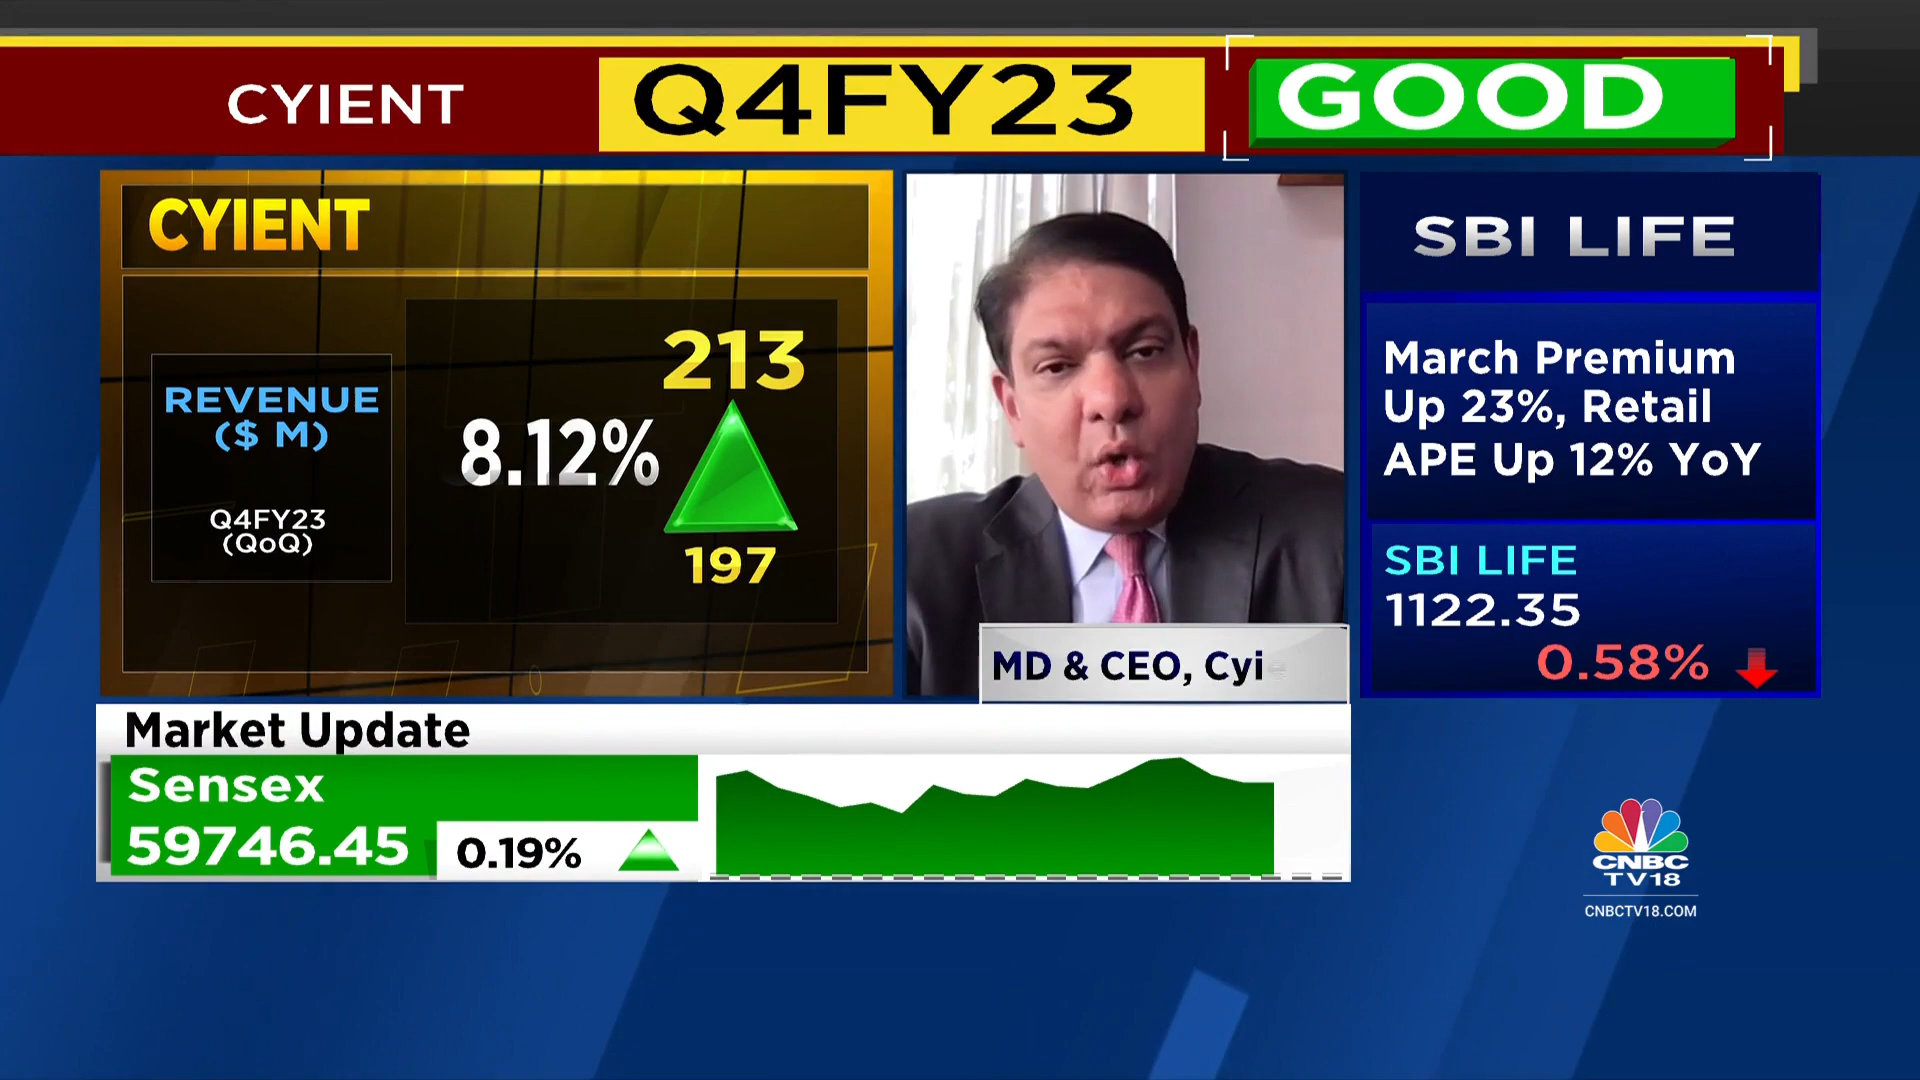 CYIENT
Q4FY23
GOOD
CYIENT
REVENUE
($ M)
Q4FY23
(QoQ)
213
8.12%
197
MD & CEO, Cyi
SBI LIFE
March Premium
Up 23%, Retail
APE Up 12% YoY
SBI LIFE
1122.35
0.58%
Market Update
Sensex
59746.45
0.19%
CNBC
TV18
CNBCTV18.COM